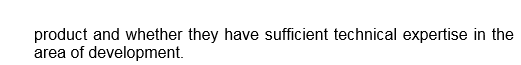 product and whether they have sufficient technical expertise in the
area of development.